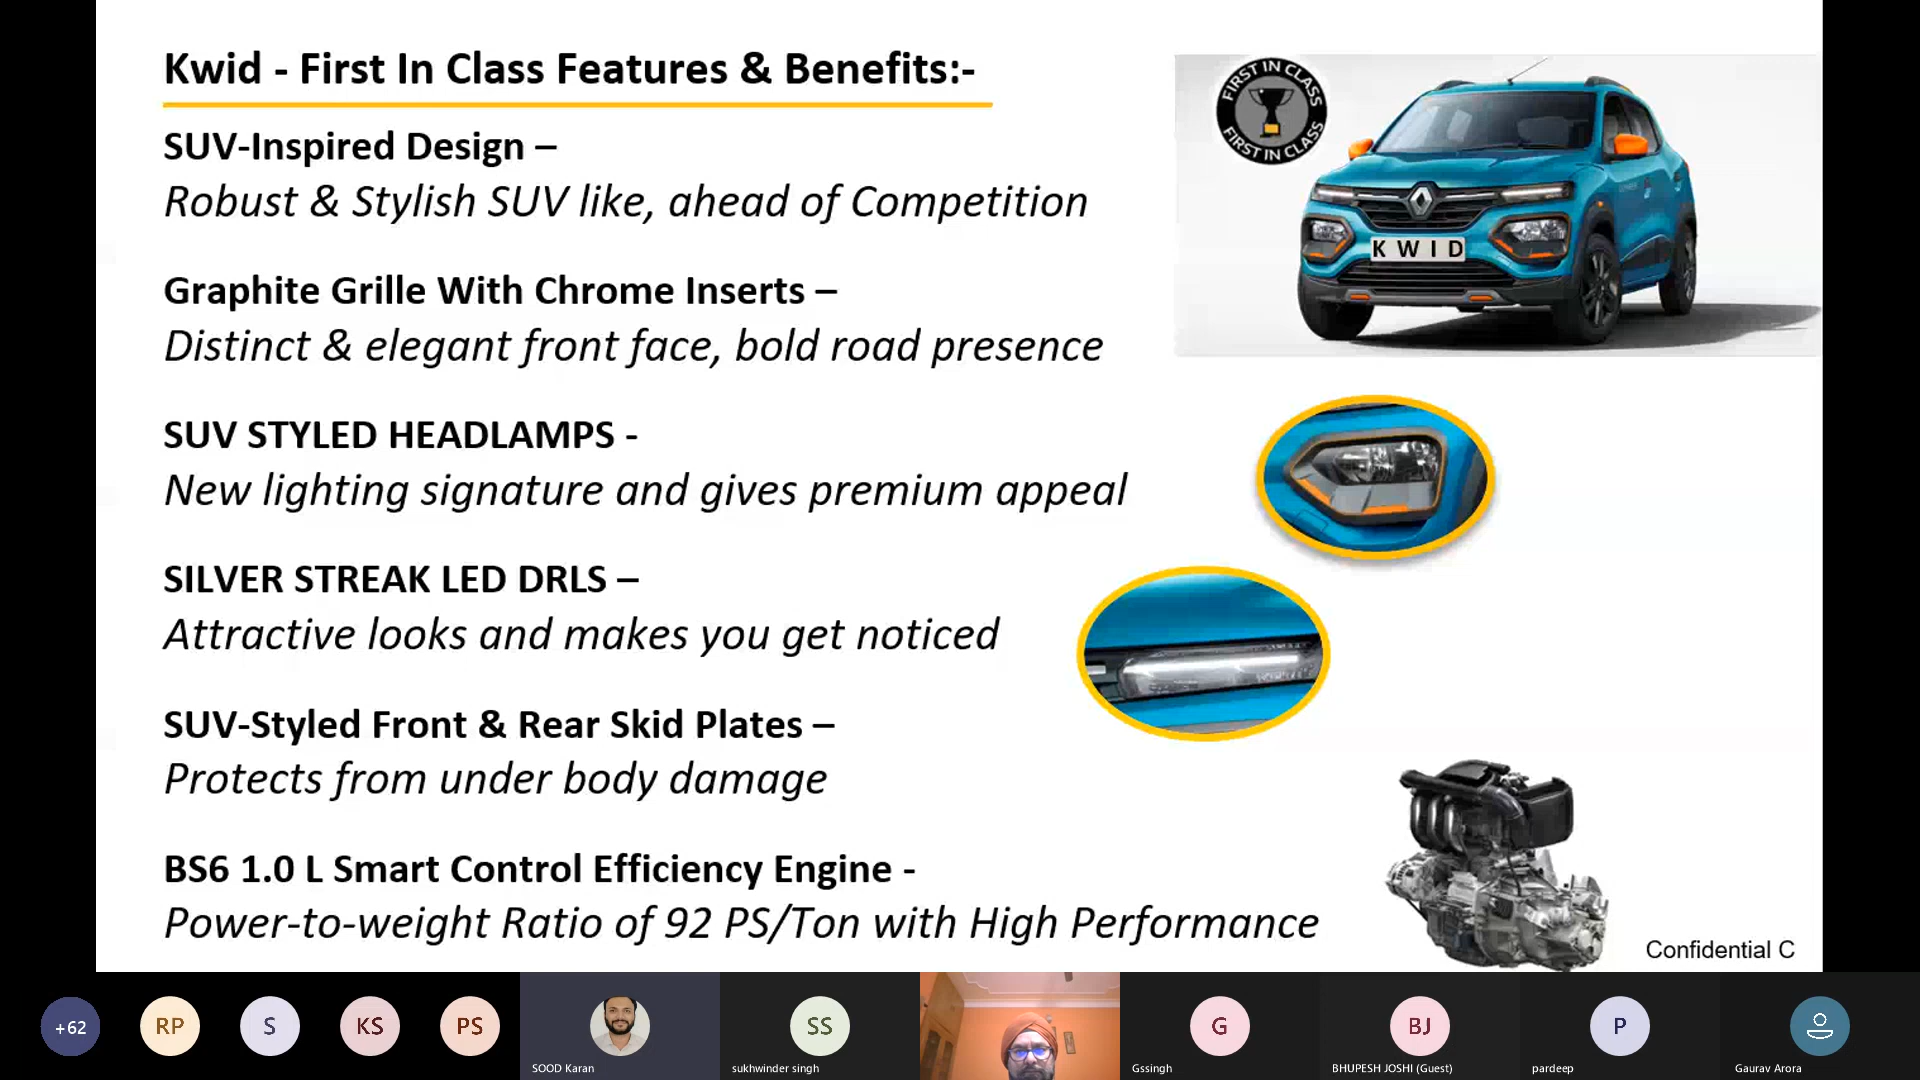 Kwid - First In Class Features & Benefits:-
FIRST IN CLASS
FIRST IN CLASS
K W I D
SUV-Inspired Design –
Robust & Stylish SUV like, ahead of Competition
Graphite Grille With Chrome Inserts –
Distinct & elegant front face, bold road presence
SUV STYLED HEADLAMPS -
New lighting signature and gives premium appeal
SILVER STREAK LED DRLS –
Attractive looks and makes you get noticed
SUV-Styled Front & Rear Skid Plates –
Protects from under body damage
BS6 1.0 L Smart Control Efficiency Engine -
Power-to-weight Ratio of 92 PS/Ton with High Performance
Confidential C
+62
RP
S
KS
PS
SOOD Karan
SS
sukhwinder singh
G
Gssingh
BJ
BHUPESH JOSHI (Guest)
P
pardeep
Gaurav Arora